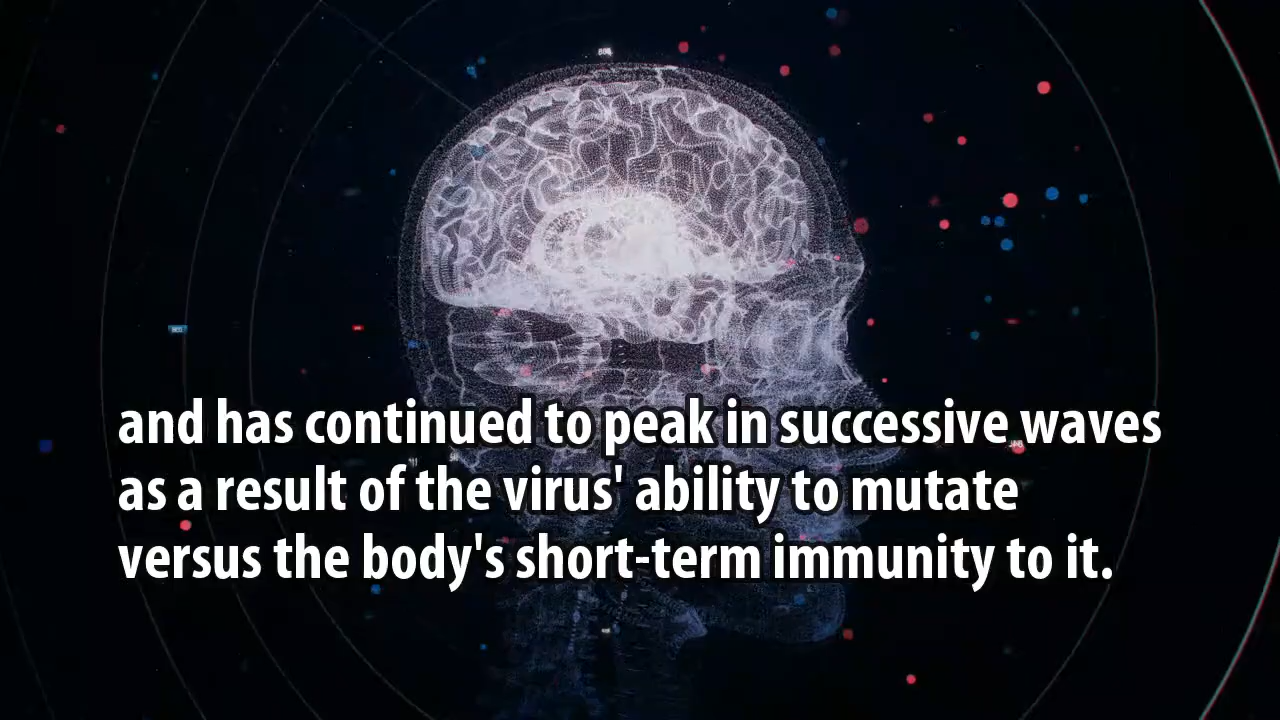 and has continued to peak in successive waves
as a result of the virus' ability to mutate
versus the body's short-term immunity to it.